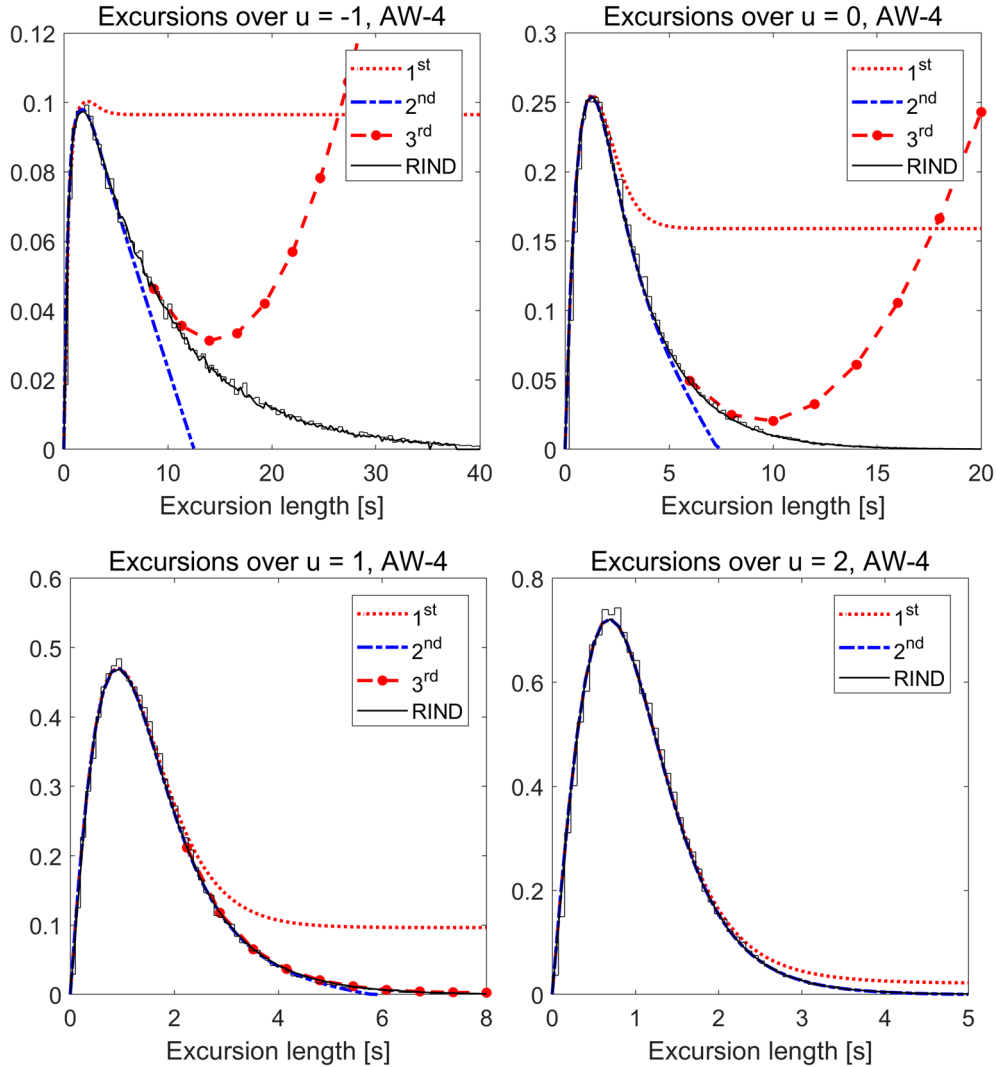 Excursions over u = -1, AW-4
0.12
0.1
0.08
0.06
0.04
0.02
0
0 10 20 30 40
Excursion length [s]
1st
2nd
3rd
RIND
Excursions over u = 0, AW-4
0.3
0.25
0.2
0.15
0.1
0.05
0
0 5 10 15 20
Excursion length [s]
1st
2nd
3rd
RIND
Excursions over u = 1, AW-4
0.6
0.5
0.4
0.3
0.2
0.1
0
0 2 4 6 8
Excursion length [s]
1st
2nd
3rd
RIND
Excursions over u = 2, AW-4
0.8
0.6
0.4
0.2
0
0 1 2 3 4 5
Excursion length [s]
1st
2nd
RIND